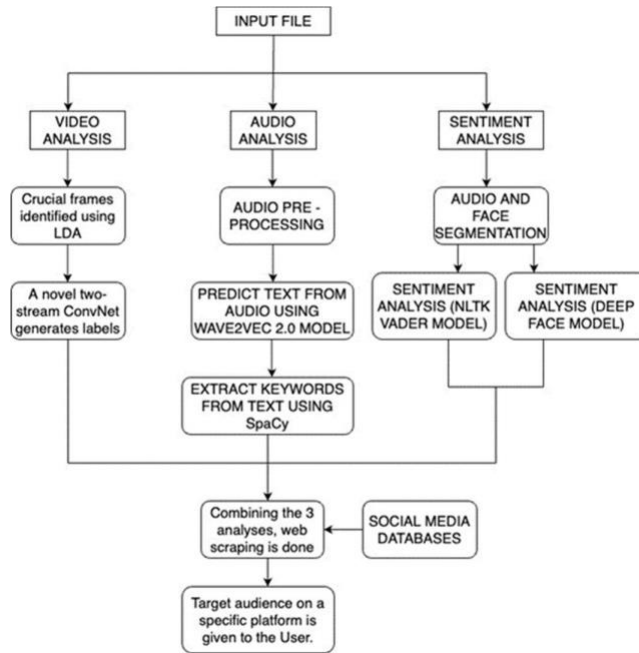 INPUT FILE
VIDEO
ANALYSIS
AUDIO
ANALYSIS
SENTIMENT
ANALYSIS
Crucial frames
identified using
LDA
AUDIO PRE -
PROCESSING
AUDIO AND
FACE
SEGMENTATION
A novel two-
stream ConvNet
generates labels
PREDICT TEXT FROM
AUDIO USING
WAVE2VEC 2.0 MODEL
SENTIMENT
ANALYSIS (NLTK
VADER MODEL)
SENTIMENT
ANALYSIS (DEEP
FACE MODEL)
EXTRACT KEYWORDS
FROM TEXT USING
SpaCy
Combining the 3
analyses, web
scraping is done
SOCIAL MEDIA
DATABASES
Target audience on a
specific platform is
given to the User.